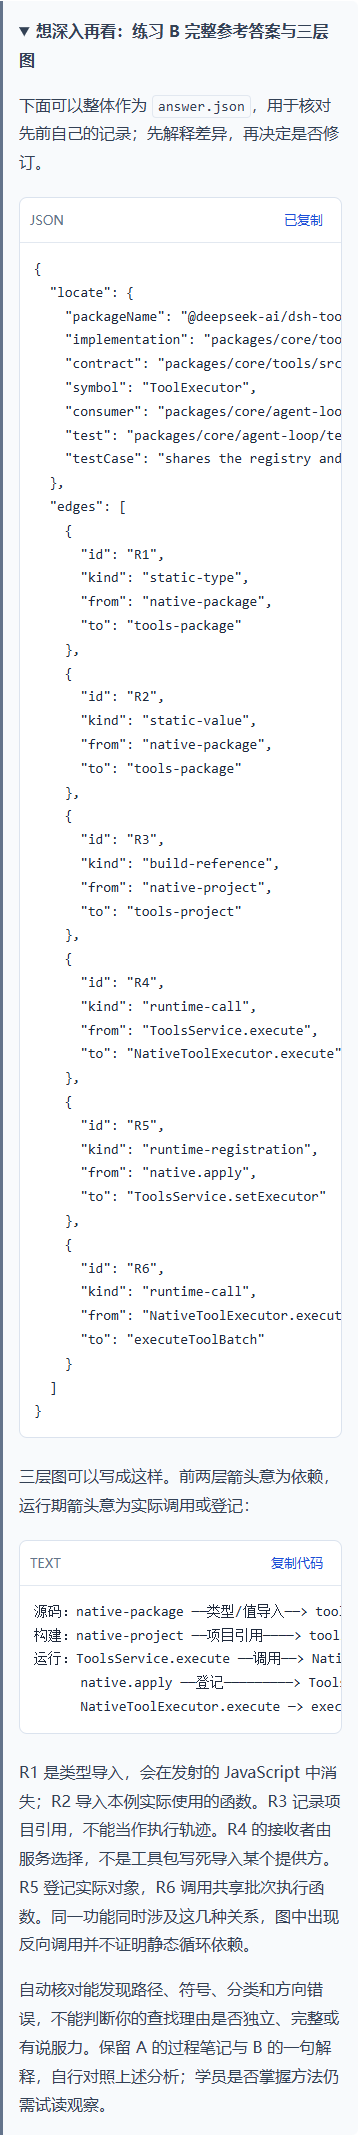 ▼ 想深入再看：练习 B 完整参考答案与三层
图
下面可以整体作为 answer.json，用于核对
先前自己的记录；先解释差异，再决定是否修
订。
JSON 已复制
{
  "locate": {
    "packageName": "@deepseek-ai/dsh-too
    "implementation": "packages/core/too
    "contract": "packages/core/tools/src
    "symbol": "ToolExecutor",
    "consumer": "packages/core/agent-loo
    "test": "packages/core/agent-loop/te
    "testCase": "shares the registry and
  },
  "edges": [
    {
      "id": "R1",
      "kind": "static-type",
      "from": "native-package",
      "to": "tools-package"
    },
    {
      "id": "R2",
      "kind": "static-value",
      "from": "native-package",
      "to": "tools-package"
    },
    {
      "id": "R3",
      "kind": "build-reference",
      "from": "native-project",
      "to": "tools-project"
    },
    {
      "id": "R4",
      "kind": "runtime-call",
      "from": "ToolsService.execute",
      "to": "NativeToolExecutor.execute"
    },
    {
      "id": "R5",
      "kind": "runtime-registration",
      "from": "native.apply",
      "to": "ToolsService.setExecutor"
    },
    {
      "id": "R6",
      "kind": "runtime-call",
      "from": "NativeToolExecutor.execut
      "to": "executeToolBatch"
    }
  ]
}
三层图可以写成这样。前两层箭头意为依赖，
运行期箭头意为实际调用或登记：
TEXT 复制代码
源码：native-package ──类型/值导入──> tool
构建：native-project ──项目引用────> tool
运行：ToolsService.execute ──调用──> Nati
      native.apply ──登记─────────> Tools
      NativeToolExecutor.execute ─> exec
R1 是类型导入，会在发射的 JavaScript 中消
失；R2 导入本例实际使用的函数。R3 记录项
目引用，不能当作执行轨迹。R4 的接收者由
服务选择，不是工具包写死导入某个提供方。
R5 登记实际对象，R6 调用共享批次执行函
数。同一功能同时涉及这几种关系，图中出现
反向调用并不证明静态循环依赖。
自动核对能发现路径、符号、分类和方向错
误，不能判断你的查找理由是否独立、完整或
有说服力。保留 A 的过程笔记与 B 的一句解
释，自行对照上述分析；学员是否掌握方法仍
需试读观察。